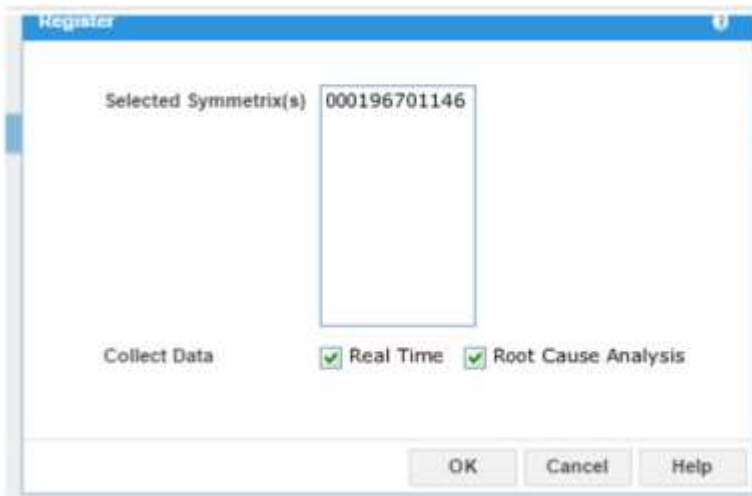 Register
Selected Symmetrix(s) 000196701146
Collect Data Real Time Root Cause Analysis
OK Cancel Help